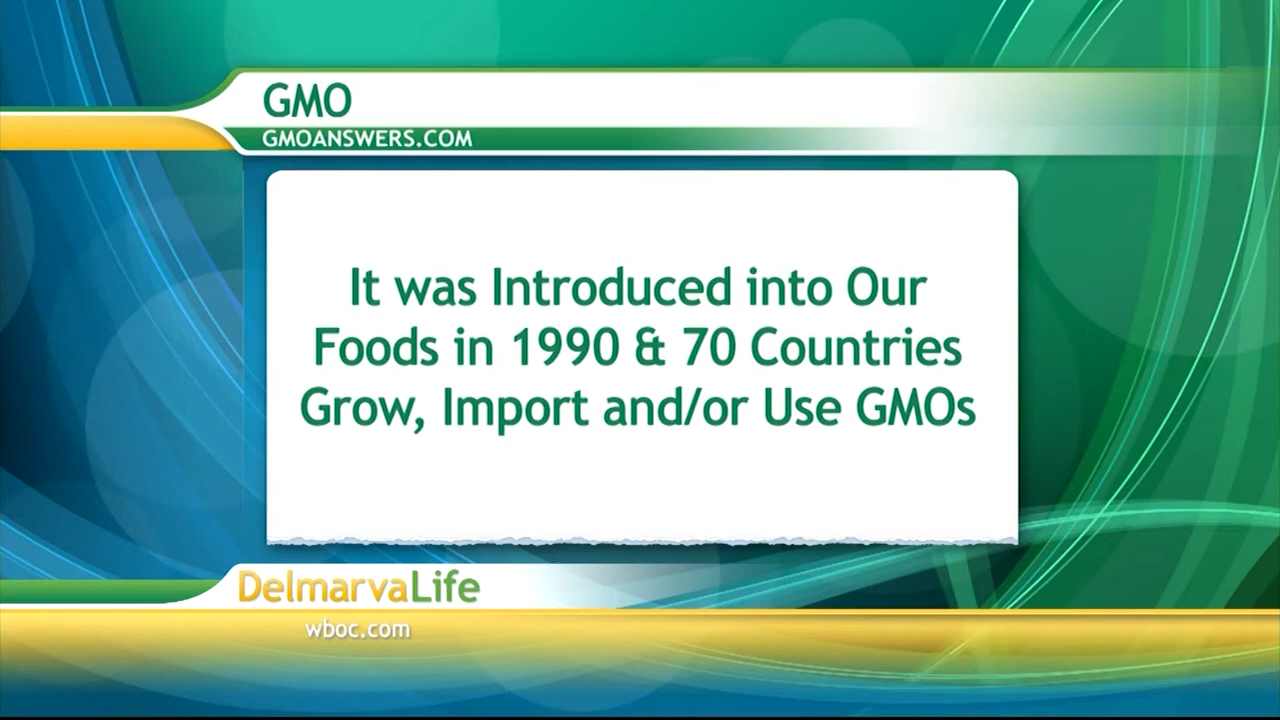 GMO
GMOANSWERS.COM
It was Introduced into Our
Foods in 1990 & 70 Countries
Grow, Import and/or Use GMOs
DelmarvaLife
wboc.com